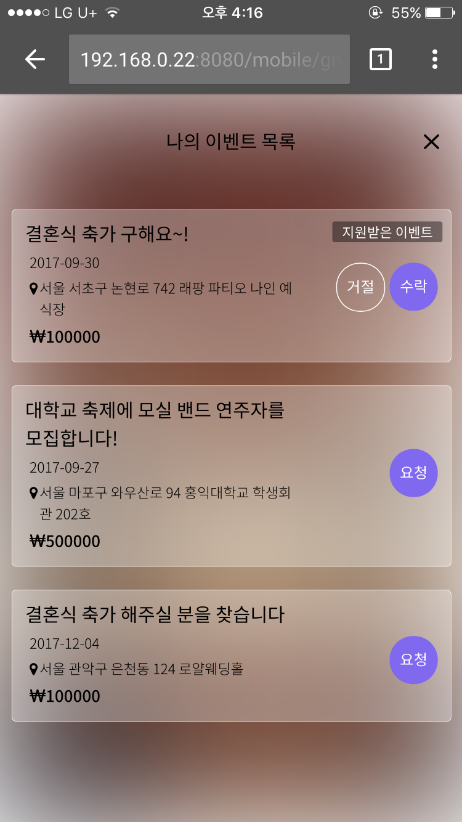 LG U+ 오후 4:16 55%
192.168.0.22:8080/mobile/gr 1
나의 이벤트 목록
결혼식 축가 구해요~!
지원받은 이벤트
2017-09-30
서울 서초구 논현로 742 래팡 파티오 나인 예
식장
거절 수락
₩100000
대학교 축제에 모실 밴드 연주자를
모집합니다!
2017-09-27
서울 마포구 와우산로 94 홍익대학교 학생회
관 202호
요청
₩500000
결혼식 축가 해주실 분을 찾습니다
2017-12-04
서울 관악구 은천동 124 로얄웨딩홀
요청
₩100000